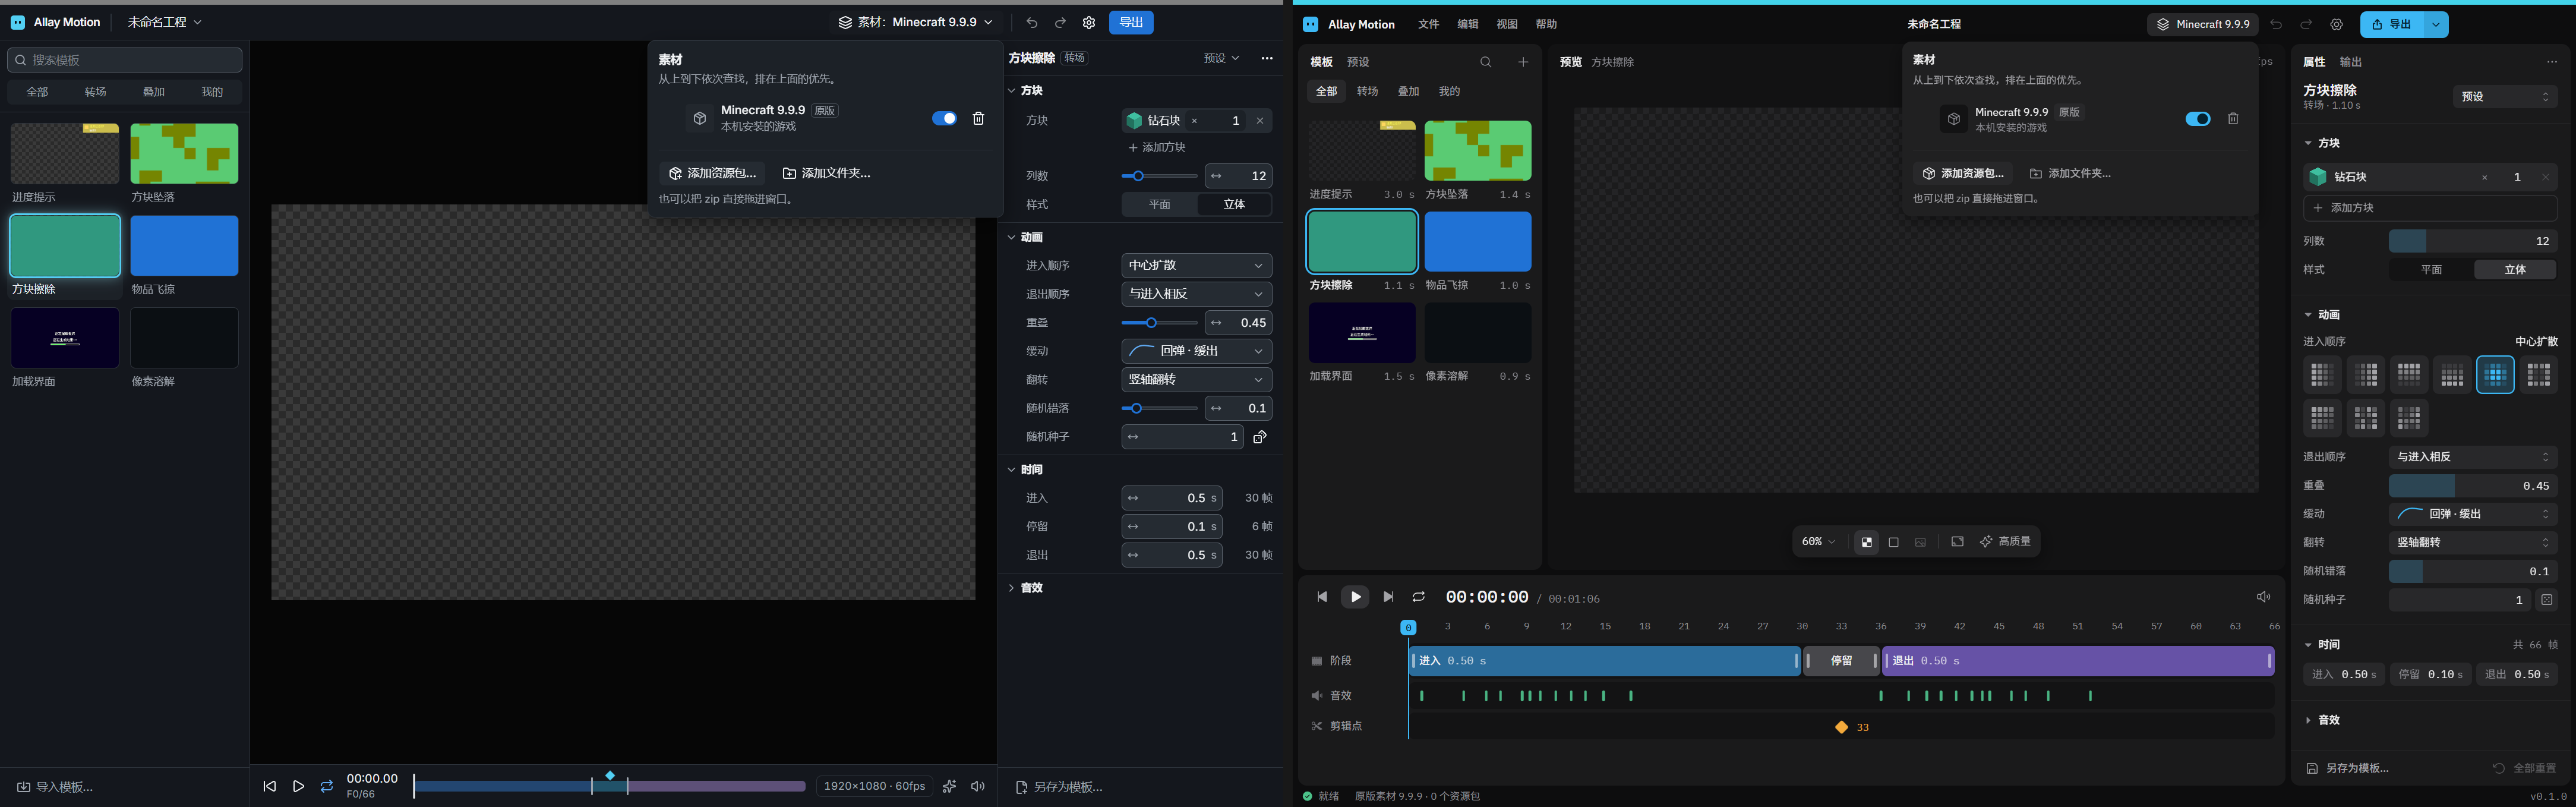 Allay Motion
未命名工程
素材: Minecraft 9.9.9
导出
搜索模板
全部 转场 叠加 我的
进度提示
方块坠落
方块擦除
物品飞掠
加载界面
像素溶解
导入模板...
素材
从上到下依次查找，排在上面的优先。
Minecraft 9.9.9 原版
本机安装的游戏
添加资源包...
添加文件夹...
也可以把 zip 直接拖进窗口。
00:00.00
F0/66
1920×1080 · 60fps
方块擦除 转场
预设
方块
方块 钻石块 × 1
添加方块
列数 12
样式 平面 立体
动画
进入顺序 中心扩散
退出顺序 与进入相反
重叠 0.45
缓动 回弹 · 缓出
翻转 竖轴翻转
随机错落 0.1
随机种子 1
时间
进入 0.5 s 30 帧
停留 0.1 s 6 帧
退出 0.5 s 30 帧
音效
另存为模板...
Allay Motion 文件 编辑 视图 帮助
未命名工程
Minecraft 9.9.9
导出
模板 预设
全部 转场 叠加 我的
进度提示 3.0 s
方块坠落 1.4 s
方块擦除 1.1 s
物品飞掠 1.0 s
加载界面 1.5 s
像素溶解 0.9 s
预览 方块擦除
ps
素材
从上到下依次查找，排在上面的优先。
Minecraft 9.9.9 原版
本机安装的游戏
添加资源包...
添加文件夹...
也可以把 zip 直接拖进窗口。
60%
高质量
00:00:00 / 00:01:06
0 3 6 9 12 15 18 21 24 27 30 33 36 39 42 45 48 51 54 57 60 63 66
阶段 进入 0.50 s 停留 退出 0.50 s
音效
剪辑点 33
就绪 原版素材 9.9.9 · 0 个资源包
属性 输出
方块擦除
转场 · 1.10 s
预设
方块
钻石块 × 1
添加方块
列数 12
样式 平面 立体
动画
进入顺序 中心扩散
退出顺序 与进入相反
重叠 0.45
缓动 回弹 · 缓出
翻转 竖轴翻转
随机错落 0.1
随机种子 1
时间 共 66 帧
进入 0.50 s 停留 0.10 s 退出 0.50 s
音效
另存为模板... 全部重置
v0.1.0